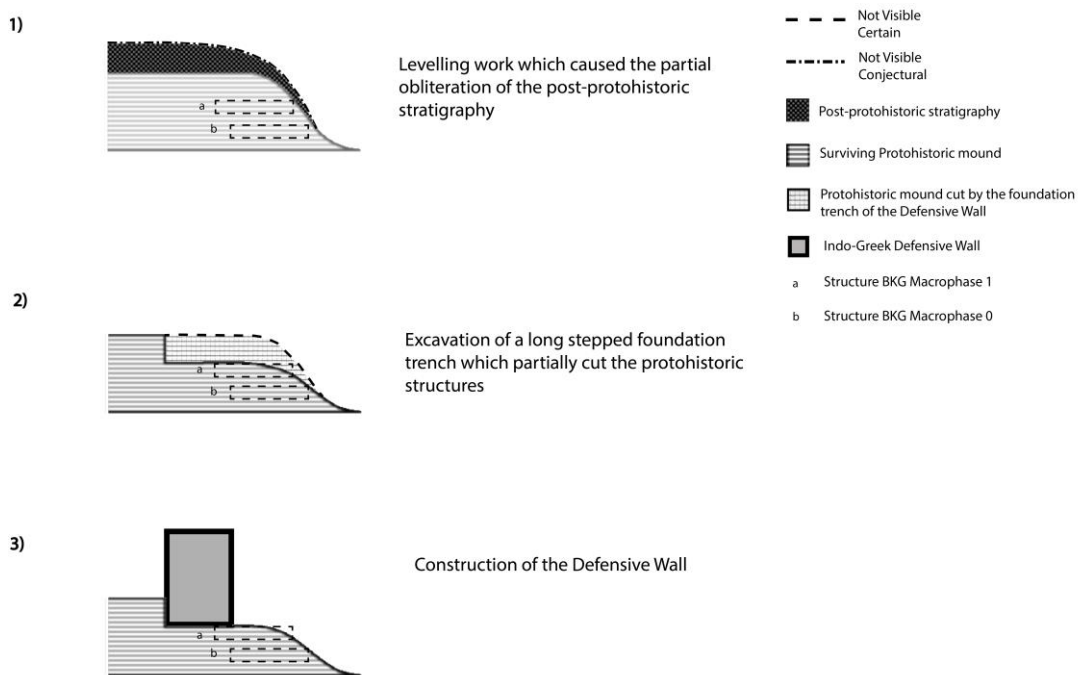 1)
a
b
Levelling work which caused the partial
obliteration of the post-protohistoric
stratigraphy
2)
a
b
Excavation of a long stepped foundation
trench which partially cut the protohistoric
structures
3)
a
b
Construction of the Defensive Wall
Not Visible
Certain
Not Visible
Conjectural
Post-protohistoric stratigraphy
Surviving Protohistoric mound
Protohistoric mound cut by the foundation
trench of the Defensive Wall
Indo-Greek Defensive Wall
a Structure BKG Macrophase 1
b Structure BKG Macrophase 0